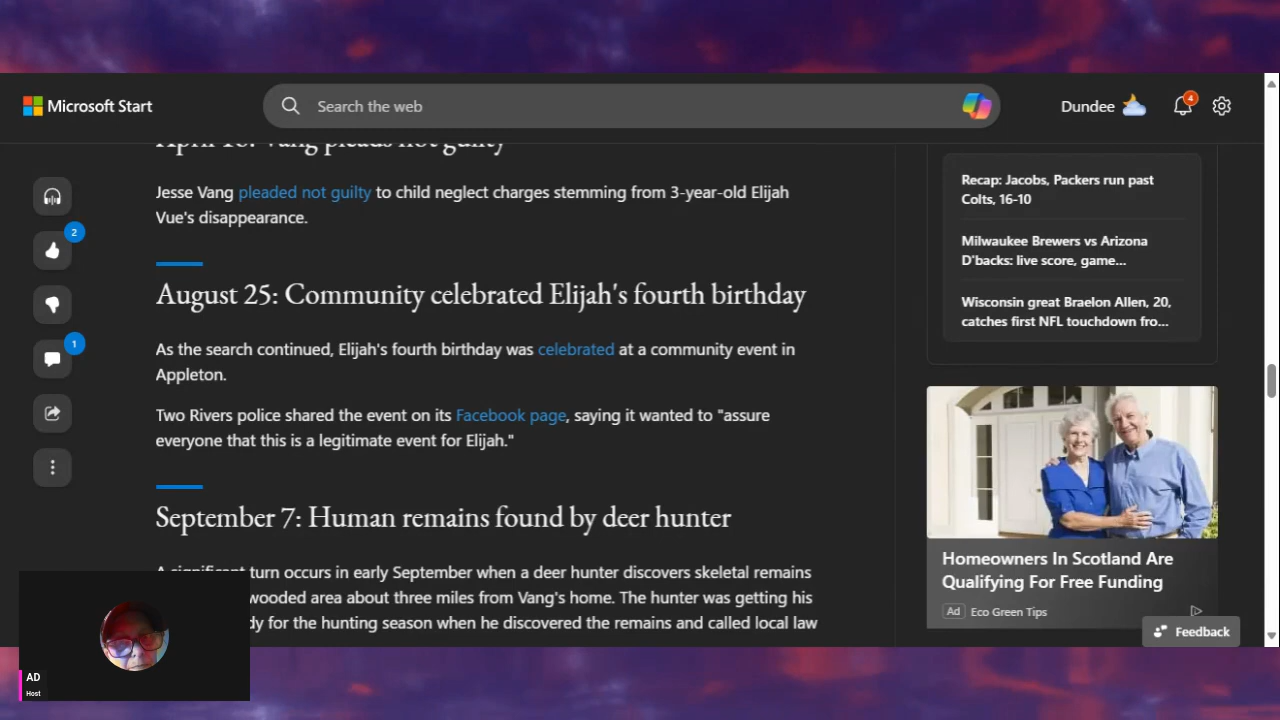 Microsoft Start
Search the web
Dundee
4
April 16: Vang pleads not guilty
Jesse Vang pleaded not guilty to child neglect charges stemming from 3-year-old Elijah
Vue's disappearance.
2
August 25: Community celebrated Elijah's fourth birthday
1
As the search continued, Elijah's fourth birthday was celebrated at a community event in
Appleton.
Two Rivers police shared the event on its Facebook page, saying it wanted to "assure
everyone that this is a legitimate event for Elijah."
September 7: Human remains found by deer hunter
A significant turn occurs in early September when a deer hunter discovers skeletal remains
wooded area about three miles from Vang's home. The hunter was getting his
dy for the hunting season when he discovered the remains and called local law
Recap: Jacobs, Packers run past
Colts, 16-10
Milwaukee Brewers vs Arizona
D'backs: live score, game...
Wisconsin great Braelon Allen, 20,
catches first NFL touchdown fro...
Homeowners In Scotland Are
Qualifying For Free Funding
Ad Eco Green Tips
Feedback
AD
Host